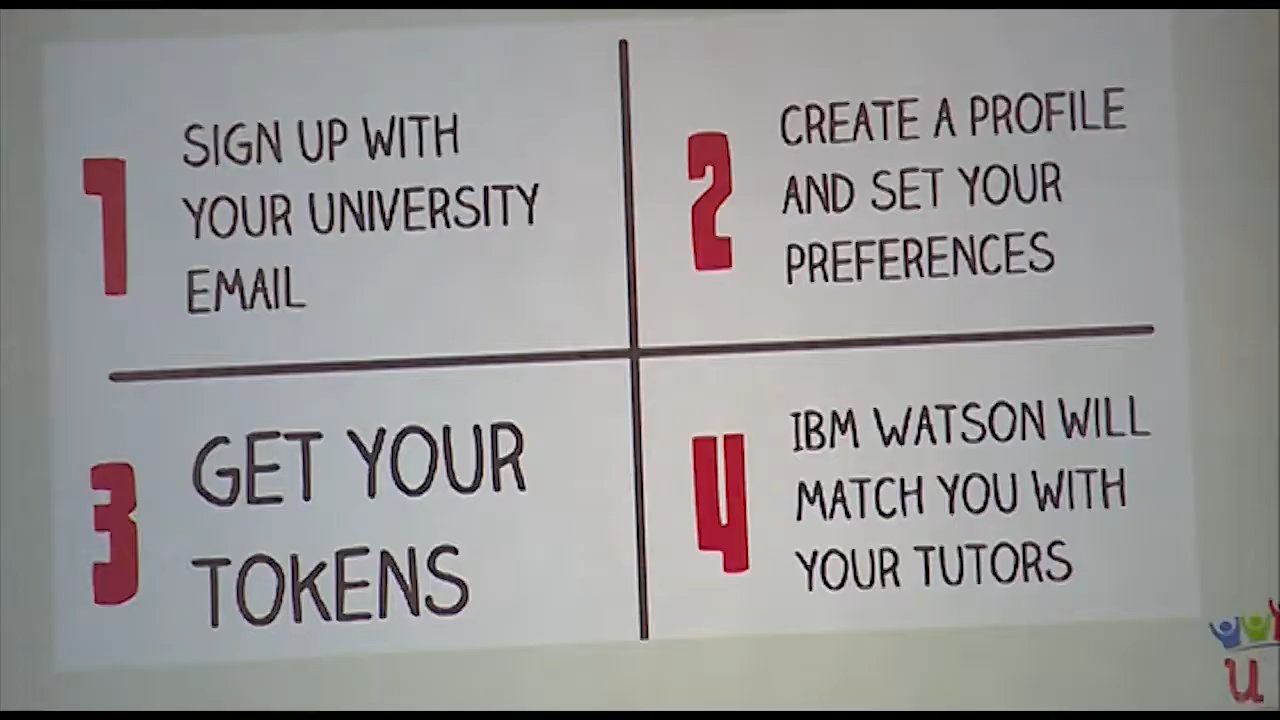 1
SIGN UP WITH
YOUR UNIVERSITY
EMAIL
2
CREATE A PROFILE
AND SET YOUR
PREFERENCES
3
GET YOUR
TOKENS
4
IBM WATSON WILL
MATCH YOU WITH
YOUR TUTORS
u